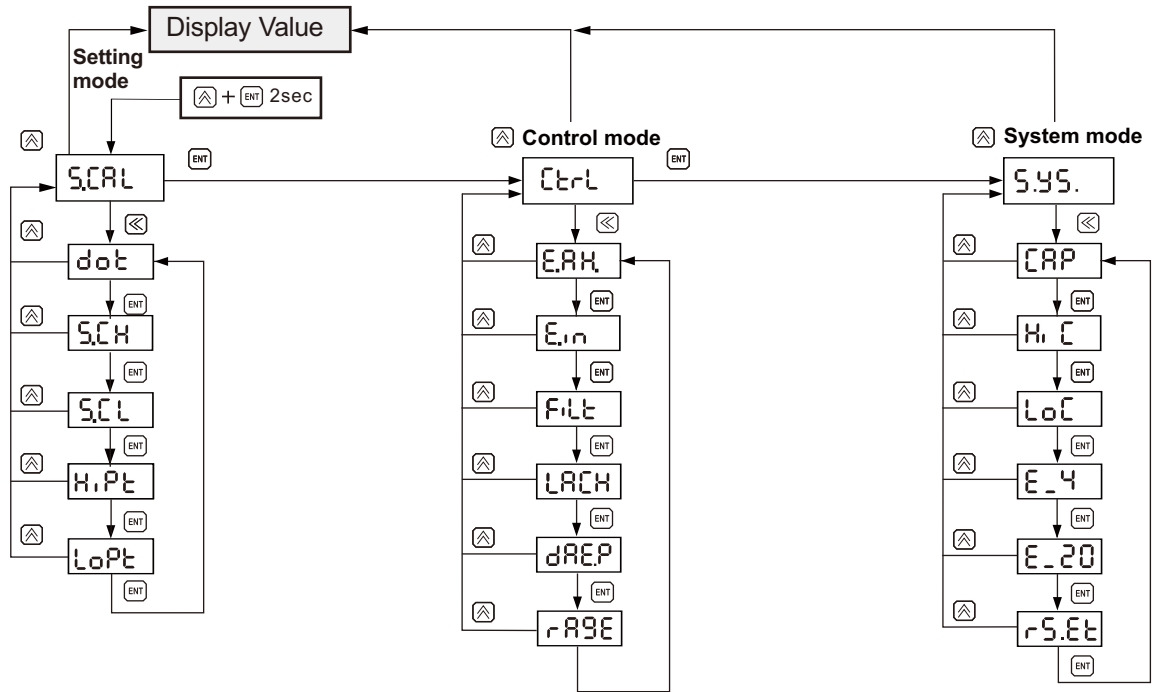 Display Value
Setting
mode
+ ENT 2sec
Control mode
System mode
ENT
ENT
S.CAL
CtrL
S.YS.
dot
E.AH.
CAP
ENT
ENT
ENT
S.CH
E.in
Hi C
ENT
ENT
ENT
S.CL
FiLt
LoC
ENT
ENT
ENT
HiPt
LACH
E_4
ENT
ENT
ENT
LoPt
dAE.P
E_20
ENT
ENT
ENT
rAgE
rS.Et
ENT